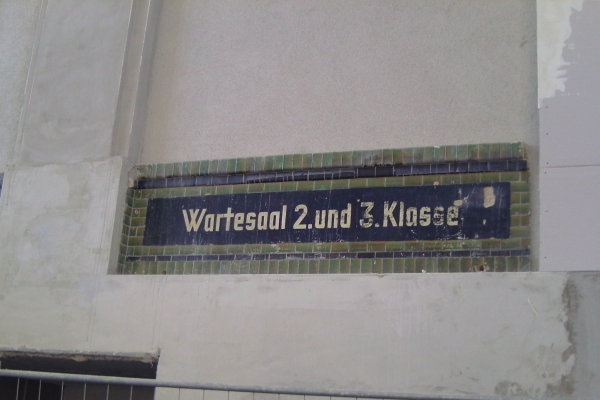 Wartesaal 2. und 3. Klasse